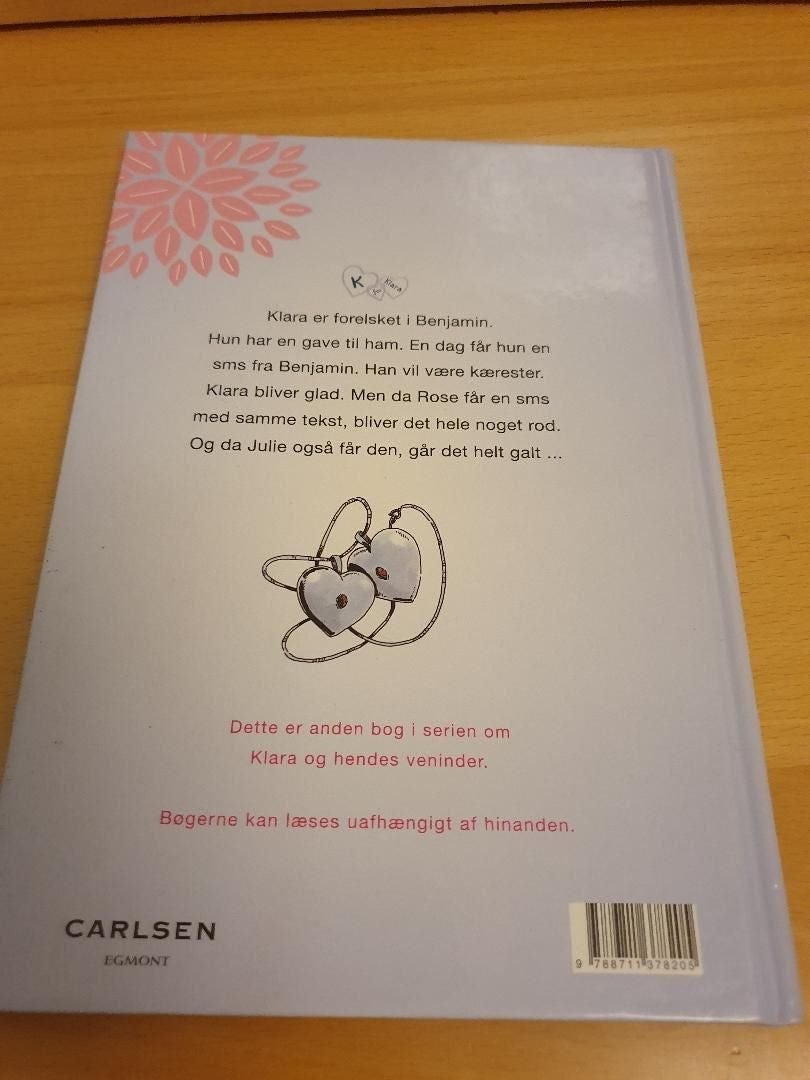 K & Klara
Klara er forelsket i Benjamin.
Hun har en gave til ham. En dag får hun en
sms fra Benjamin. Han vil være kærester.
Klara bliver glad. Men da Rose får en sms
med samme tekst, bliver det hele noget rod.
Og da Julie også får den, går det helt galt ...
Dette er anden bog i serien om
Klara og hendes veninder.
Bøgerne kan læses uafhængigt af hinanden.
CARLSEN
EGMONT
9 788711 378205